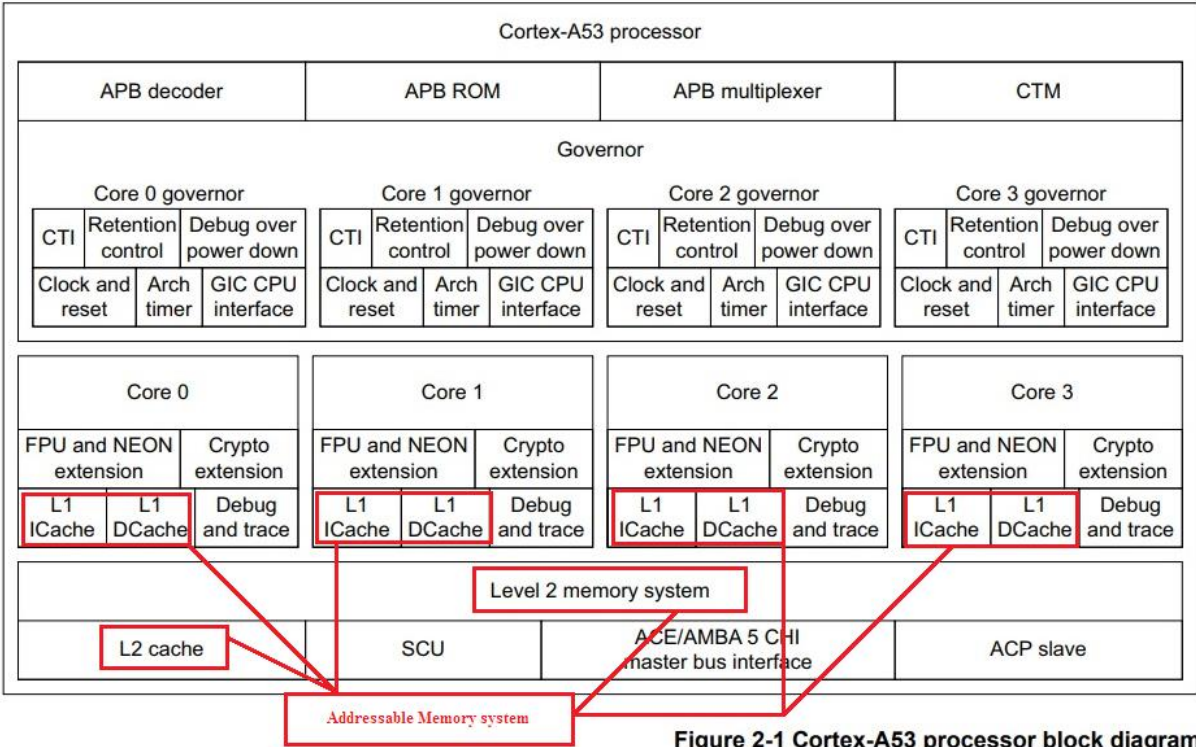 Cortex-A53 processor
APB decoder
APB ROM
APB multiplexer
CTM
Governor
Core 0 governor
CTI
Retention
control
Debug over
power down
Clock and
reset
Arch
timer
GIC CPU
interface
Core 1 governor
CTI
Retention
control
Debug over
power down
Clock and
reset
Arch
timer
GIC CPU
interface
Core 2 governor
CTI
Retention
control
Debug over
power down
Clock and
reset
Arch
timer
GIC CPU
interface
Core 3 governor
CTI
Retention
control
Debug over
power down
Clock and
reset
Arch
timer
GIC CPU
interface
Core 0
FPU and NEON
extension
Crypto
extension
L1
ICache
L1
DCache
Debug
and trace
Core 1
FPU and NEON
extension
Crypto
extension
L1
ICache
L1
DCache
Debug
and trace
Core 2
FPU and NEON
extension
Crypto
extension
L1
ICache
L1
DCache
Debug
and trace
Core 3
FPU and NEON
extension
Crypto
extension
L1
ICache
L1
DCache
Debug
and trace
Level 2 memory system
L2 cache
SCU
ACE/AMBA 5 CHI
master bus interface
ACP slave
Addressable Memory system
Figure 2-1 Cortex-A53 processor block diagram